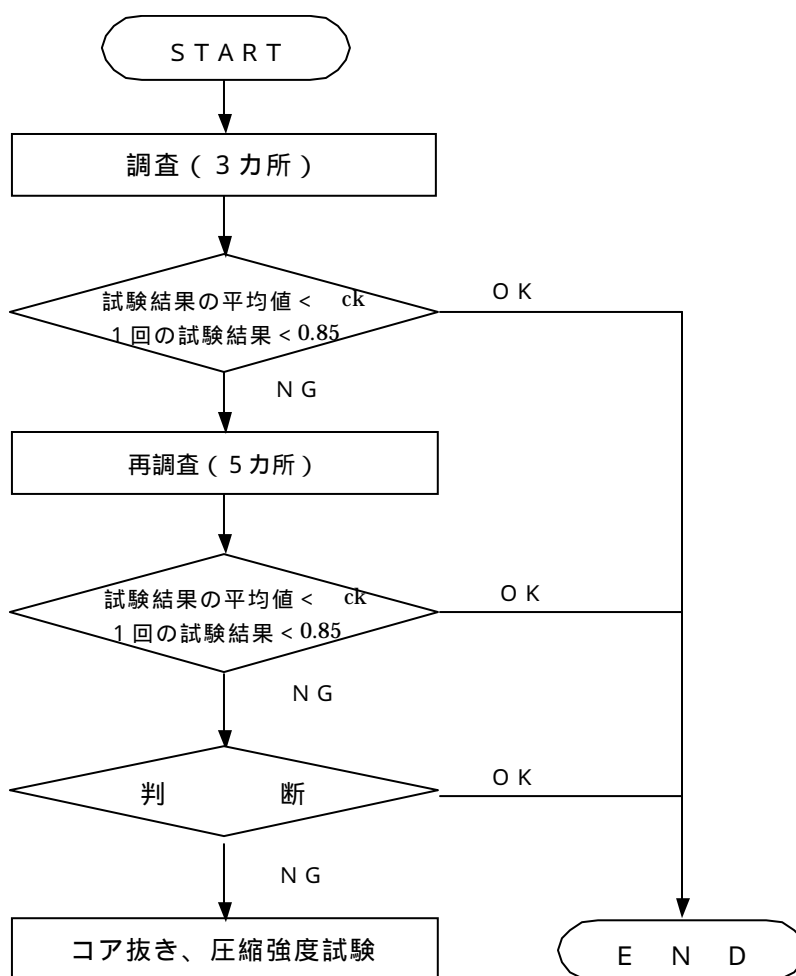 START
調査(3カ所)
試験結果の平均値< ck
1回の試験結果<0.85
OK
NG
再調査(5カ所)
試験結果の平均値< ck
1回の試験結果<0.85
OK
NG
判 断
OK
NG
コア抜き、圧縮強度試験
END